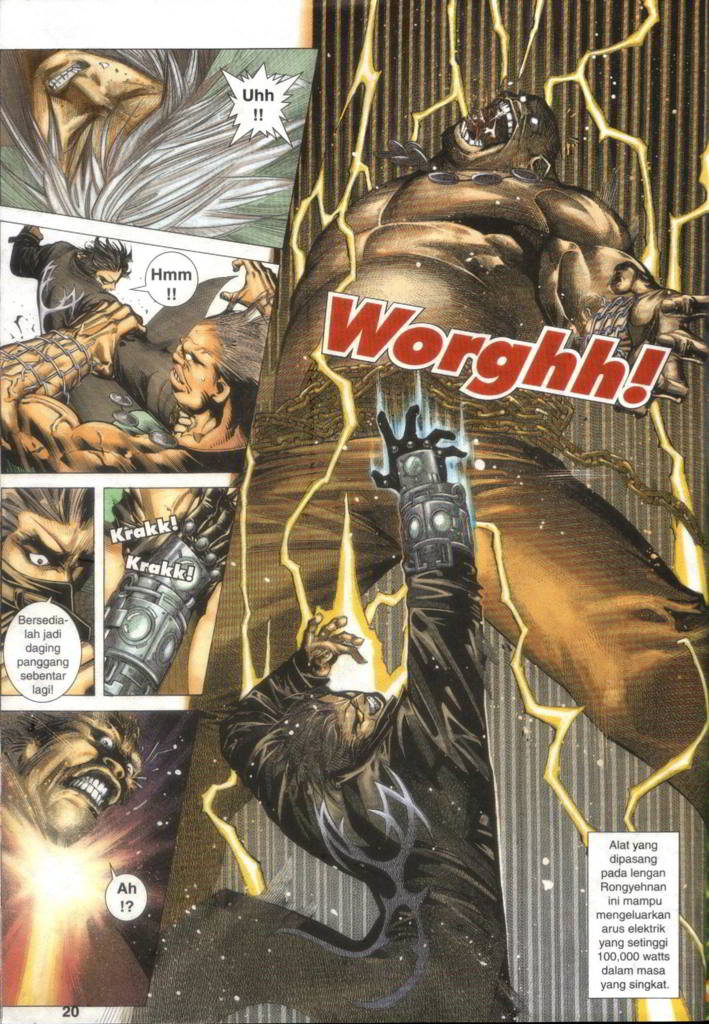 Uhh
!!
Hmm
!!
Krakk!
Krakk!
Bersedia-
lah jadi
daging
panggang
sebentar
lagi!
Ah
!?
Worghh!
Alat yang
dipasang
pada lengan
Rongyehnan
ini mampu
mengeluarkan
arus elektrik
yang setinggi
100,000 watts
dalam masa
yang singkat.
20